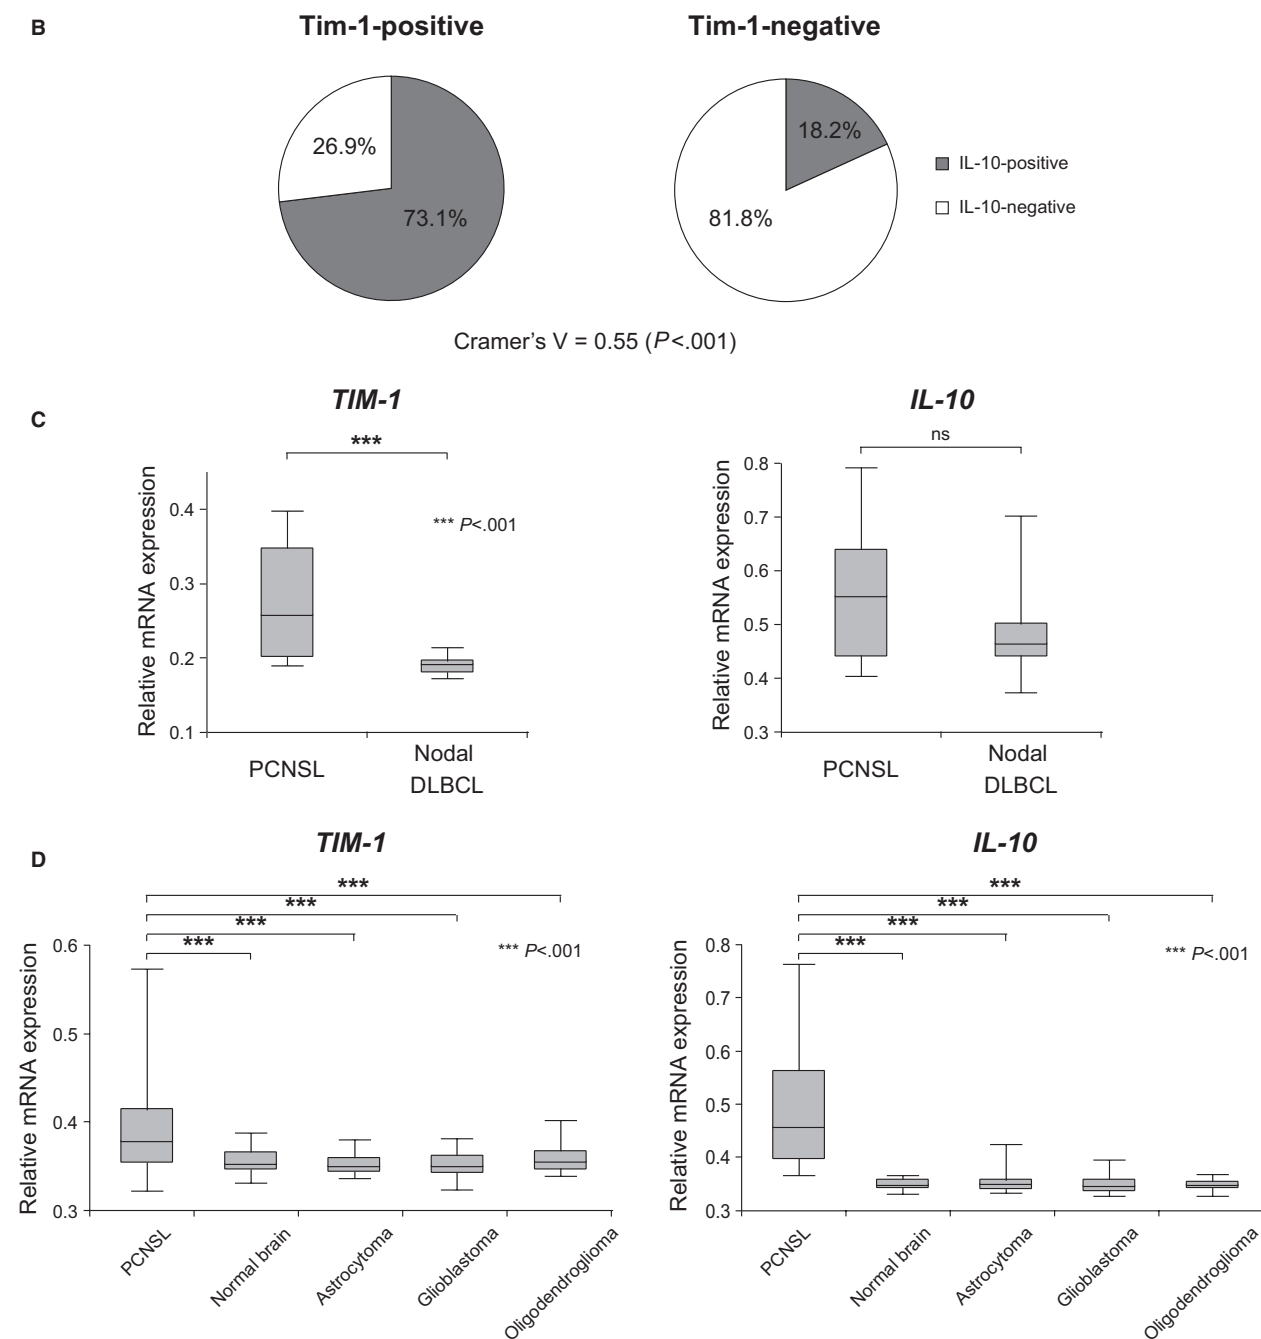 B
Tim-1-positive
Tim-1-negative
26.9%
73.1%
18.2%
81.8%
IL-10-positive
IL-10-negative
Cramer's V = 0.55 (P<.001)
C
TIM-1
***
*** P<.001
Relative mRNA expression
0.4
0.3
0.2
0.1
PCNSL
Nodal
DLBCL
IL-10
ns
Relative mRNA expression
0.8
0.7
0.6
0.5
0.4
0.3
PCNSL
Nodal
DLBCL
D
TIM-1
***
***
***
***
*** P<.001
Relative mRNA expression
0.6
0.5
0.4
0.3
PCNSL
Normal brain
Astrocytoma
Glioblastoma
Oligodendroglioma
IL-10
***
***
***
***
*** P<.001
Relative mRNA expression
0.8
0.7
0.6
0.5
0.4
0.3
PCNSL
Normal brain
Astrocytoma
Glioblastoma
Oligodendroglioma